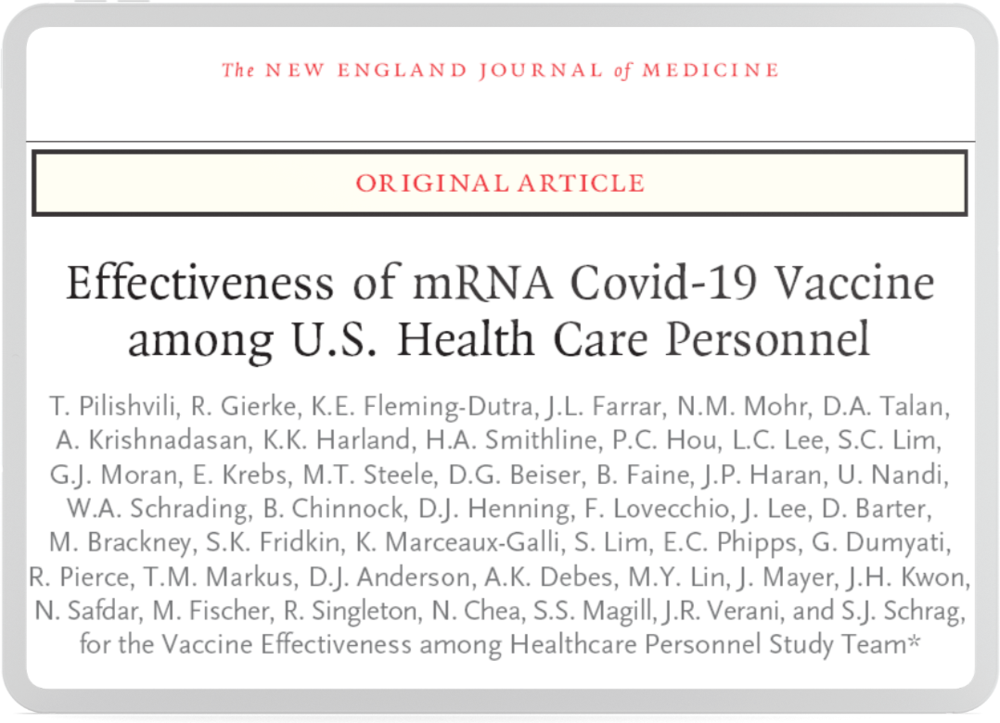 The NEW ENGLAND JOURNAL of MEDICINE
ORIGINAL ARTICLE
Effectiveness of mRNA Covid-19 Vaccine
among U.S. Health Care Personnel
T. Pilishvili, R. Gierke, K.E. Fleming-Dutra, J.L. Farrar, N.M. Mohr, D.A. Talan,
A. Krishnadasan, K.K. Harland, H.A. Smithline, P.C. Hou, L.C. Lee, S.C. Lim,
G.J. Moran, E. Krebs, M.T. Steele, D.G. Beiser, B. Faine, J.P. Haran, U. Nandi,
W.A. Schrading, B. Chinnock, D.J. Henning, F. Lovecchio, J. Lee, D. Barter,
M. Brackney, S.K. Fridkin, K. Marceaux-Galli, S. Lim, E.C. Phipps, G. Dumyati,
R. Pierce, T.M. Markus, D.J. Anderson, A.K. Debes, M.Y. Lin, J. Mayer, J.H. Kwon,
N. Safdar, M. Fischer, R. Singleton, N. Chea, S.S. Magill, J.R. Verani, and S.J. Schrag,
for the Vaccine Effectiveness among Healthcare Personnel Study Team*